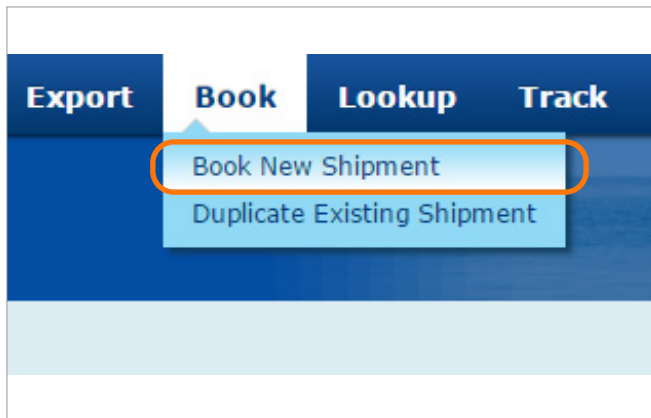 Export Book Lookup Track
Book New Shipment
Duplicate Existing Shipment